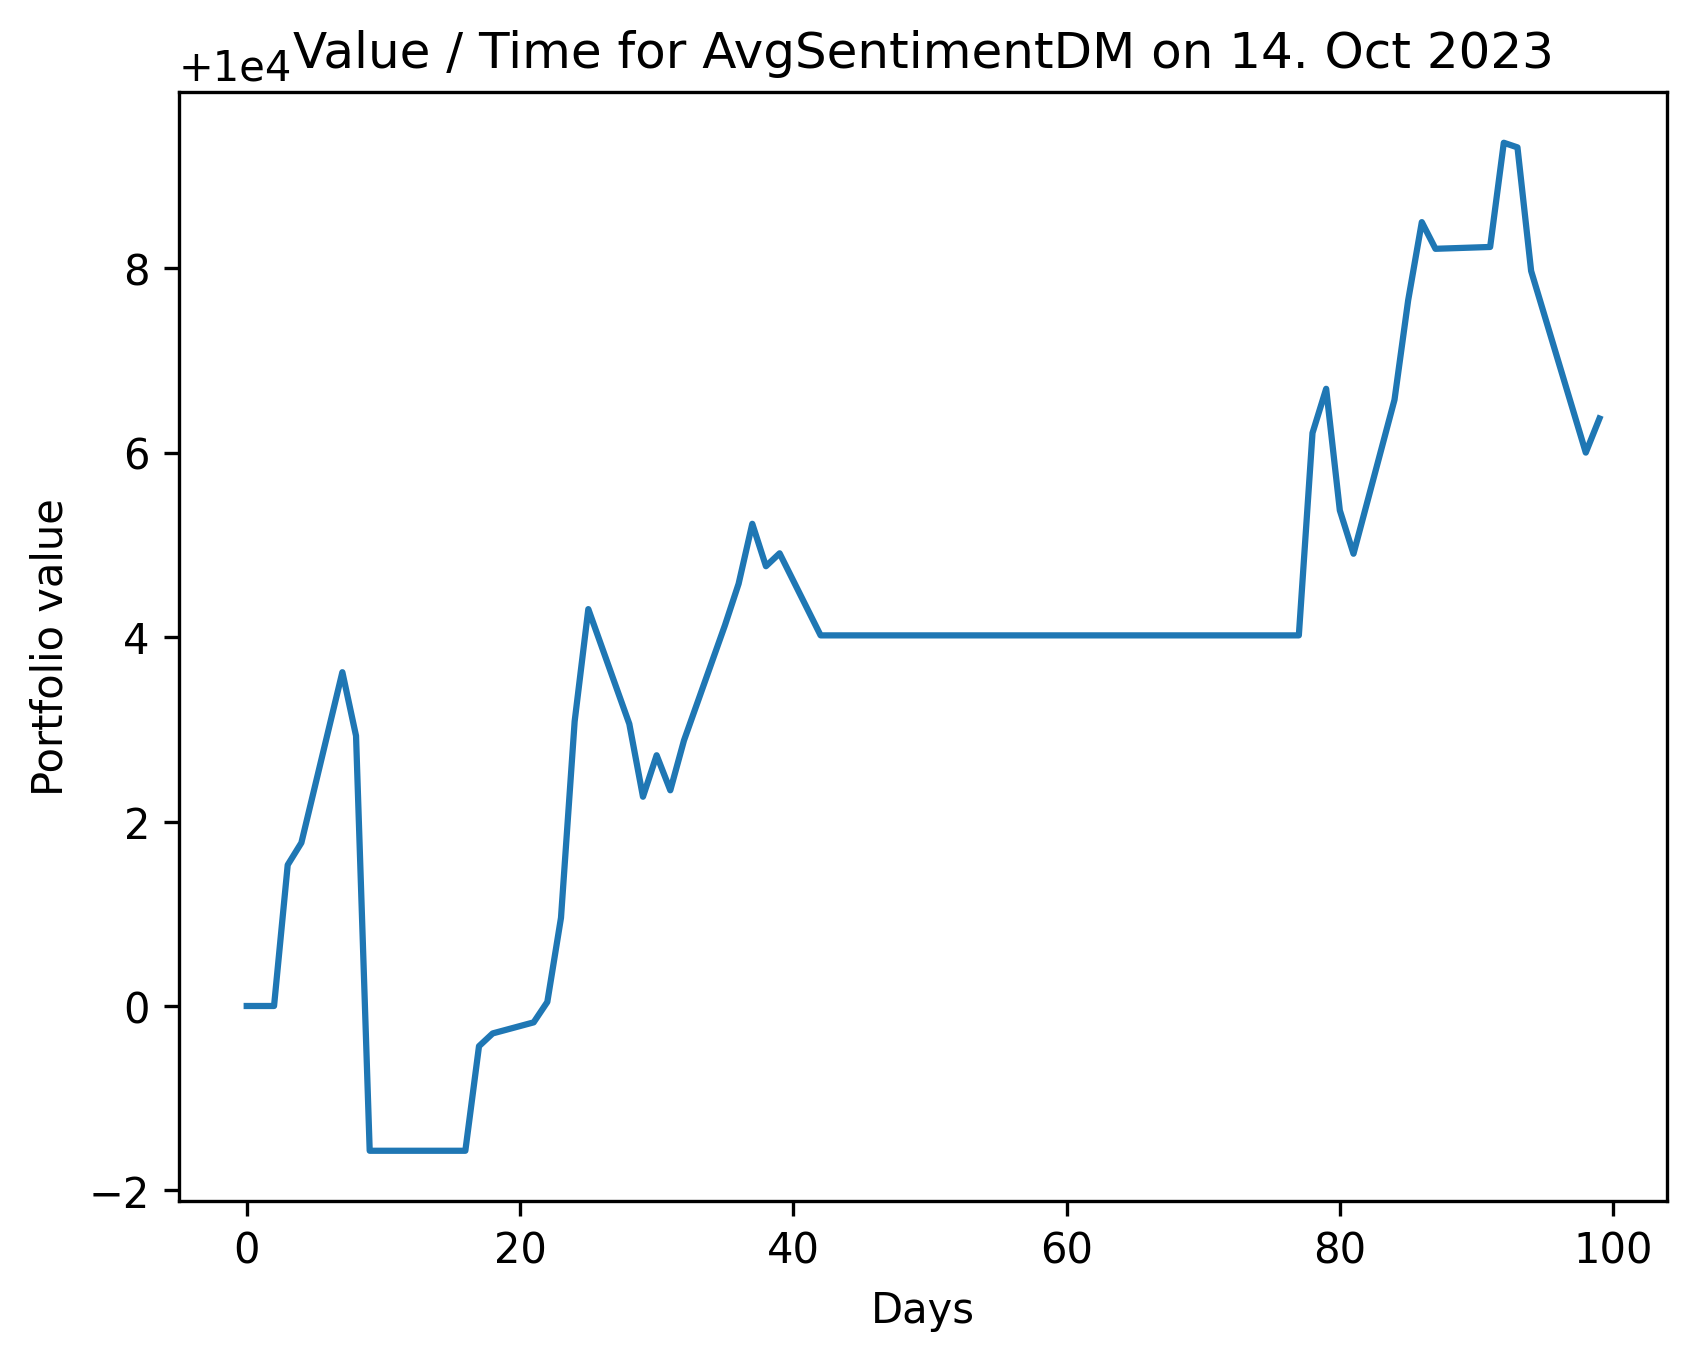 Value / Time for AvgSentimentDM on 14. Oct 2023
+1e4
8
6
4
2
0
−2
Portfolio value
0 20 40 60 80 100
Days